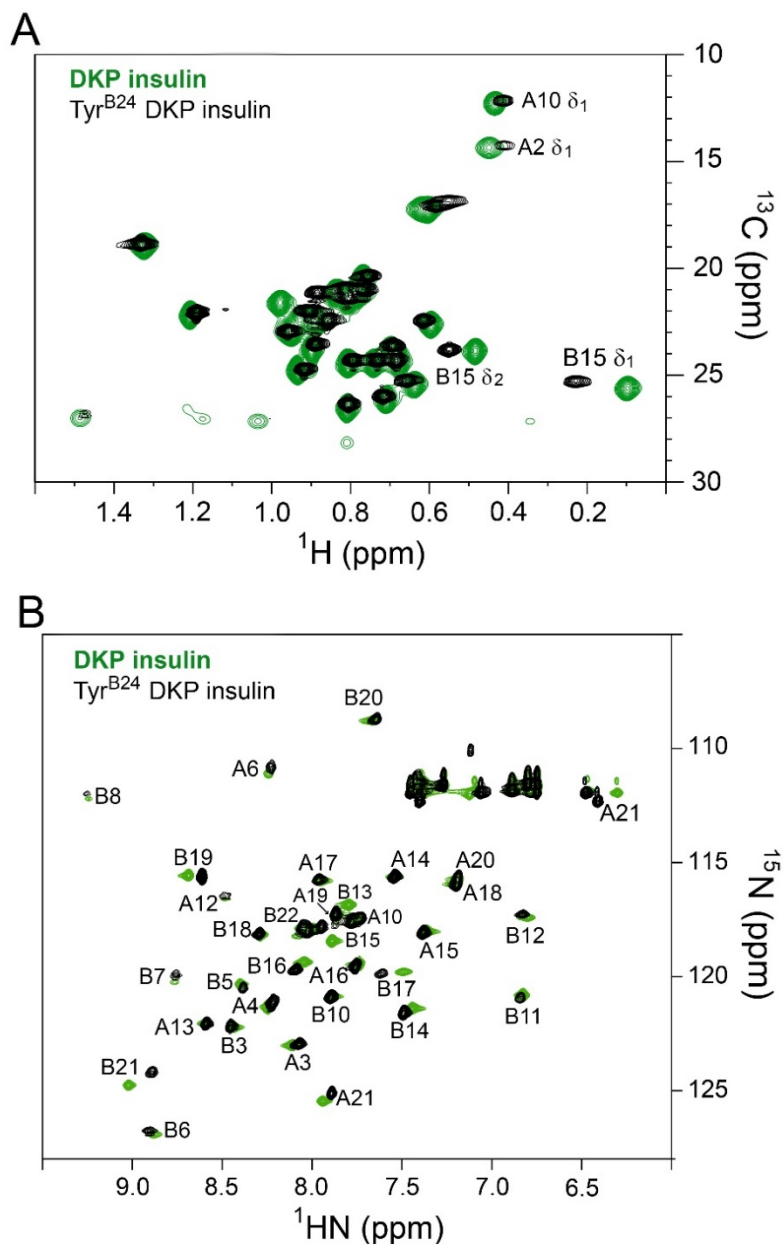 A
DKP insulin
Tyr^B24 DKP insulin
A10 δ1
A2 δ1
B15 δ2
B15 δ1
10
15
20
25
30
13C (ppm)
1.4 1.2 1.0 0.8 0.6 0.4 0.2
1H (ppm)
B
DKP insulin
Tyr^B24 DKP insulin
B20
A6
B8
A21
B19
A17
A14
A20
A12
A19
B13
A18
B22
A10
B18
B15
A15
B12
B16
A16
B7
B5
B17
A4
B10
B14
B11
A13
B3
A3
B21
A21
B6
110
115
120
125
15N (ppm)
9.0 8.5 8.0 7.5 7.0 6.5
1HN (ppm)